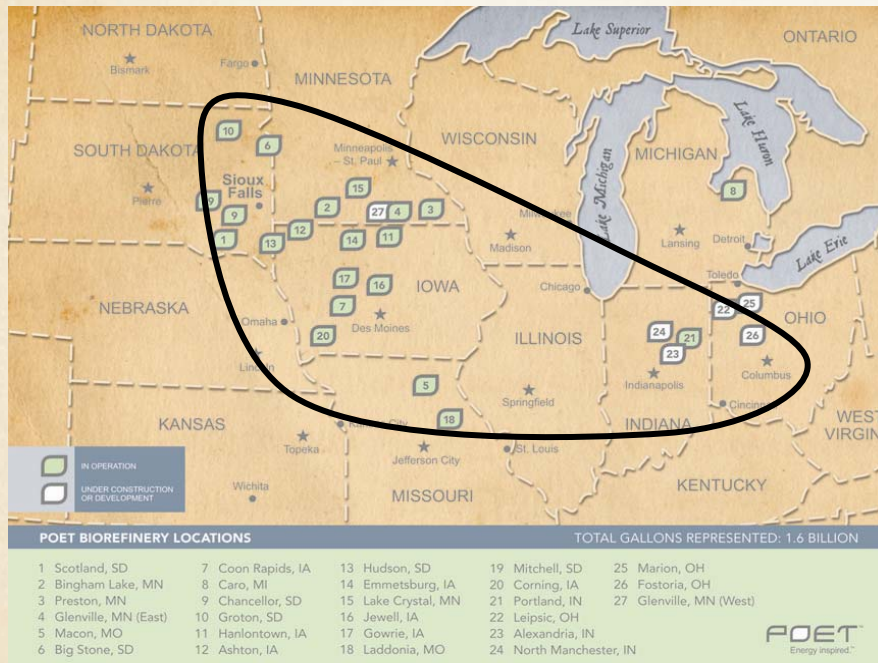 NORTH DAKOTA
Bismark
Fargo
MINNESOTA
Lake Superior
ONTARIO
10
6
SOUTH DAKOTA
Minneapolis
– St. Paul
WISCONSIN
MICHIGAN
Lake Huron
Pierre
Sioux
Falls
15
8
19
9
2
27
4
3
Lake Michigan
Milwaukee
1
13
12
14
11
Madison
Lansing
Detroit
Lake Erie
17
16
IOWA
Chicago
Toledo
NEBRASKA
7
22
25
OHIO
Omaha
Des Moines
ILLINOIS
24
21
26
20
23
Lincoln
Indianapolis
Columbus
5
Springfield
Cincinnati
KANSAS
Kansas City
18
St. Louis
INDIANA
WEST
VIRGIN
Topeka
Jefferson City
IN OPERATION
UNDER CONSTRUCTION
OR DEVELOPMENT
Wichita
MISSOURI
KENTUCKY
POET BIOREFINERY LOCATIONS
TOTAL GALLONS REPRESENTED: 1.6 BILLION
1 Scotland, SD
2 Bingham Lake, MN
3 Preston, MN
4 Glenville, MN (East)
5 Macon, MO
6 Big Stone, SD
7 Coon Rapids, IA
8 Caro, MI
9 Chancellor, SD
10 Groton, SD
11 Hanlontown, IA
12 Ashton, IA
13 Hudson, SD
14 Emmetsburg, IA
15 Lake Crystal, MN
16 Jewell, IA
17 Gowrie, IA
18 Laddonia, MO
19 Mitchell, SD
20 Corning, IA
21 Portland, IN
22 Leipsic, OH
23 Alexandria, IN
24 North Manchester, IN
25 Marion, OH
26 Fostoria, OH
27 Glenville, MN (West)
POET
Energy inspired.™